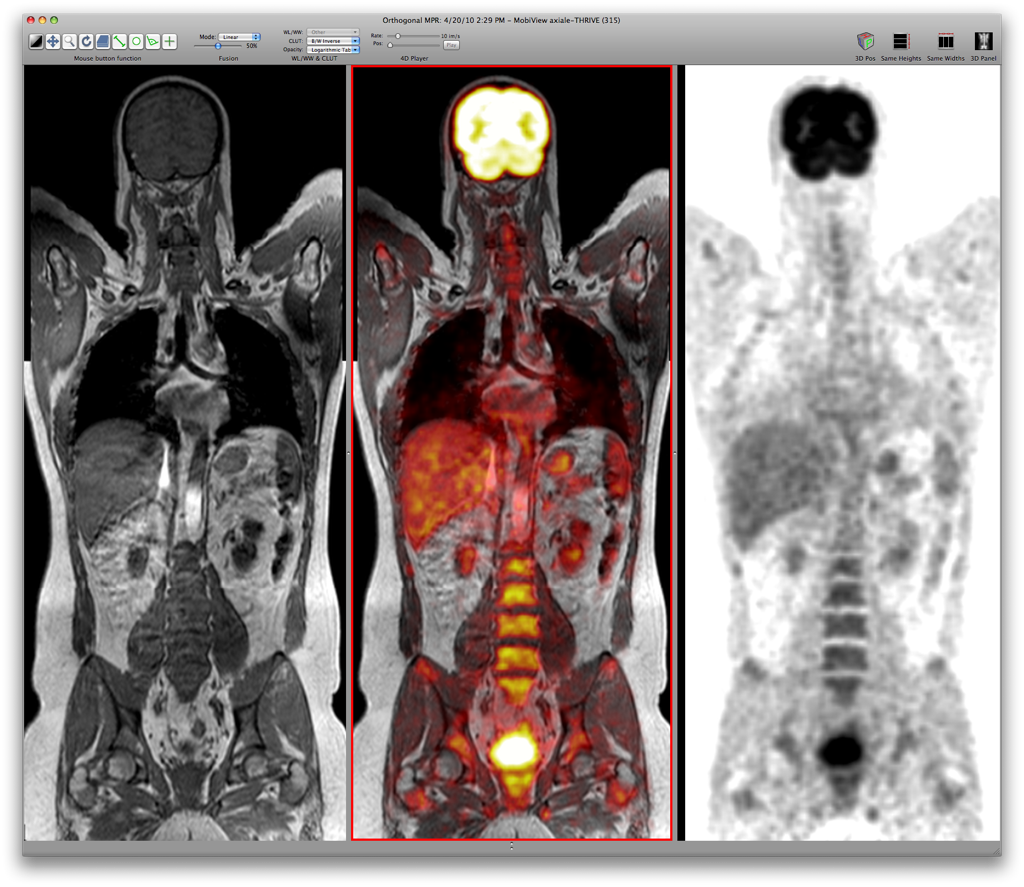 Orthogonal MPR: 4/20/10 2:29 PM - MobiView axiale-THRIVE (315)
Mode: Linear
50%
WL/WW: Other
CLUT: B/W Inverse
Opacity: Logarithmic Tab
Rate: 10 im/s
Pos: Play
Mouse button function
Fusion
WL/WW & CLUT
4D Player
3D Pos
Same Heights
Same Widths
3D Panel